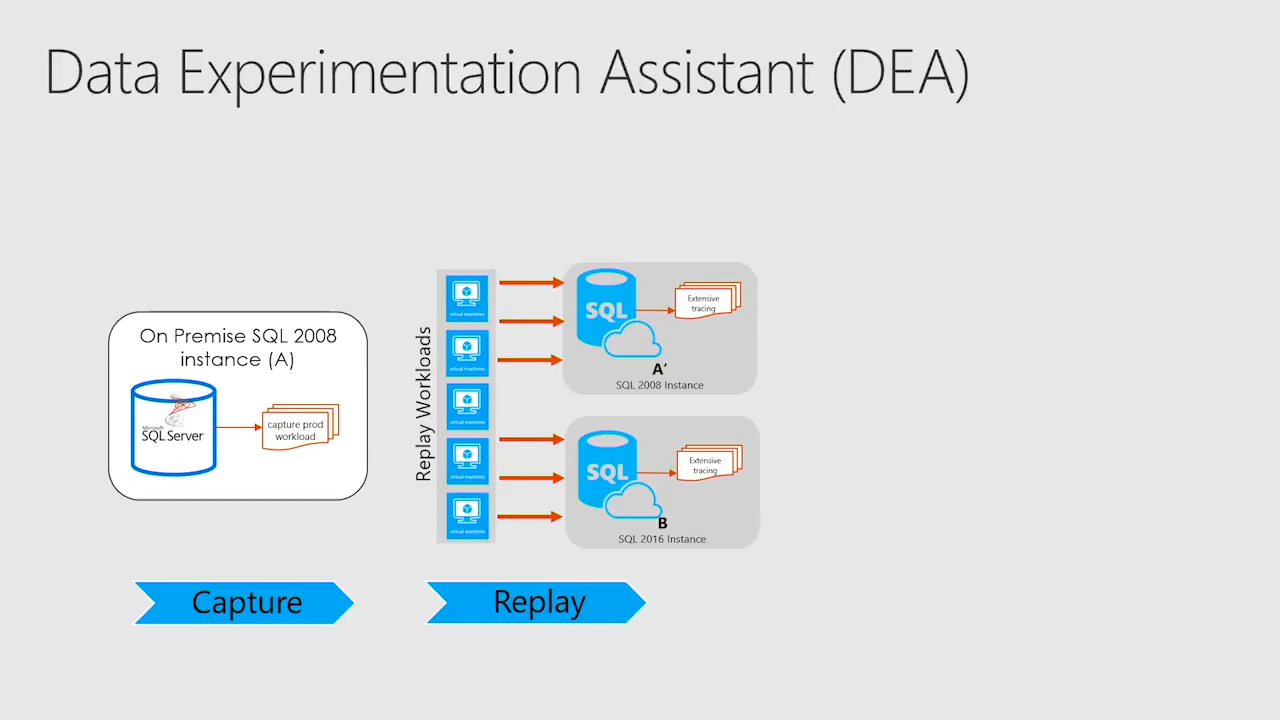 Data Experimentation Assistant (DEA)
On Premise SQL 2008
instance (A)
Microsoft
SQL Server
capture prod
workload
Capture
Replay Workloads
virtual machines
virtual machines
virtual machines
virtual machines
virtual machines
SQL
Extensive
tracing
A′
SQL 2008 Instance
SQL
Extensive
tracing
B
SQL 2016 Instance
Replay